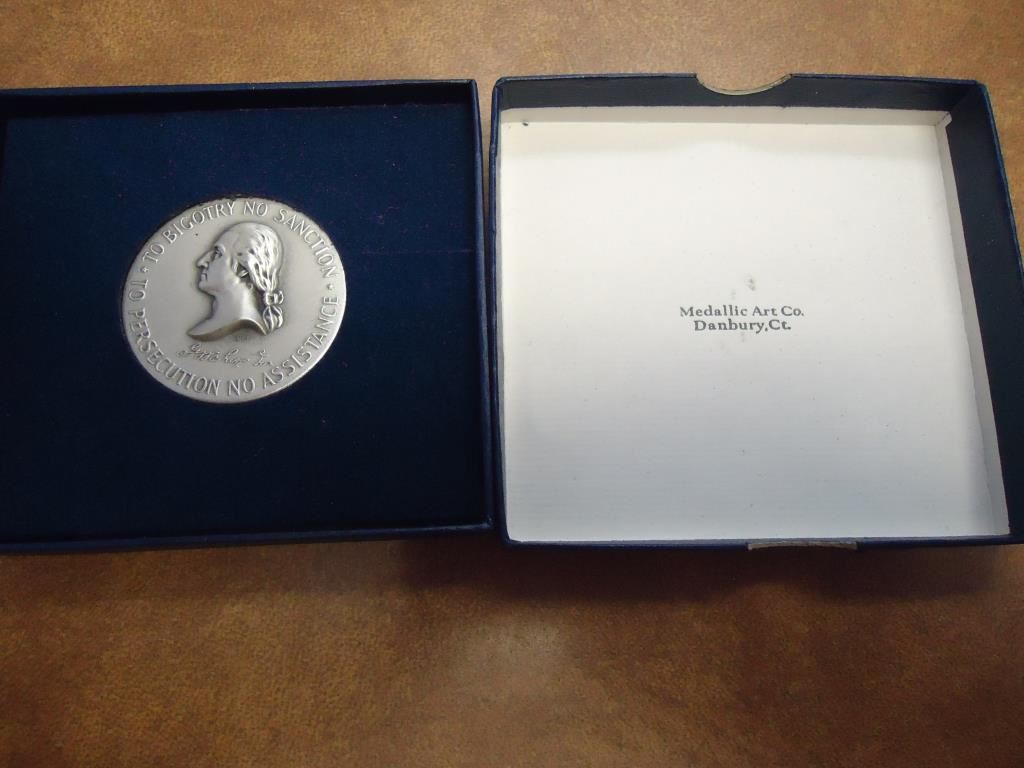 · TO BIGOTRY NO SANCTION ·
TO PERSECUTION NO ASSISTANCE
Medallic Art Co.
Danbury,Ct.